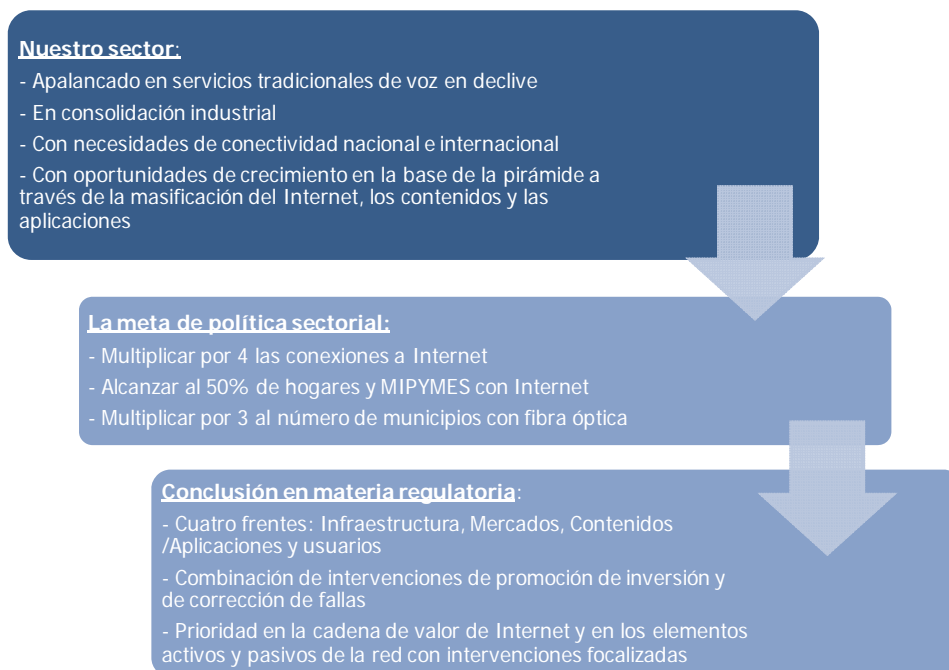 Nuestro sector:
- Apalancado en servicios tradicionales de voz en declive
- En consolidación industrial
- Con necesidades de conectividad nacional e internacional
- Con oportunidades de crecimiento en la base de la pirámide a
través de la masificación del Internet, los contenidos y las
aplicaciones
La meta de política sectorial:
- Multiplicar por 4 las conexiones a Internet
- Alcanzar al 50% de hogares y MIPYMES con Internet
- Multiplicar por 3 al número de municipios con fibra óptica
Conclusión en materia regulatoria:
- Cuatro frentes: Infraestructura, Mercados, Contenidos
/Aplicaciones y usuarios
- Combinación de intervenciones de promoción de inversión y
de corrección de fallas
- Prioridad en la cadena de valor de Internet y en los elementos
activos y pasivos de la red con intervenciones focalizadas